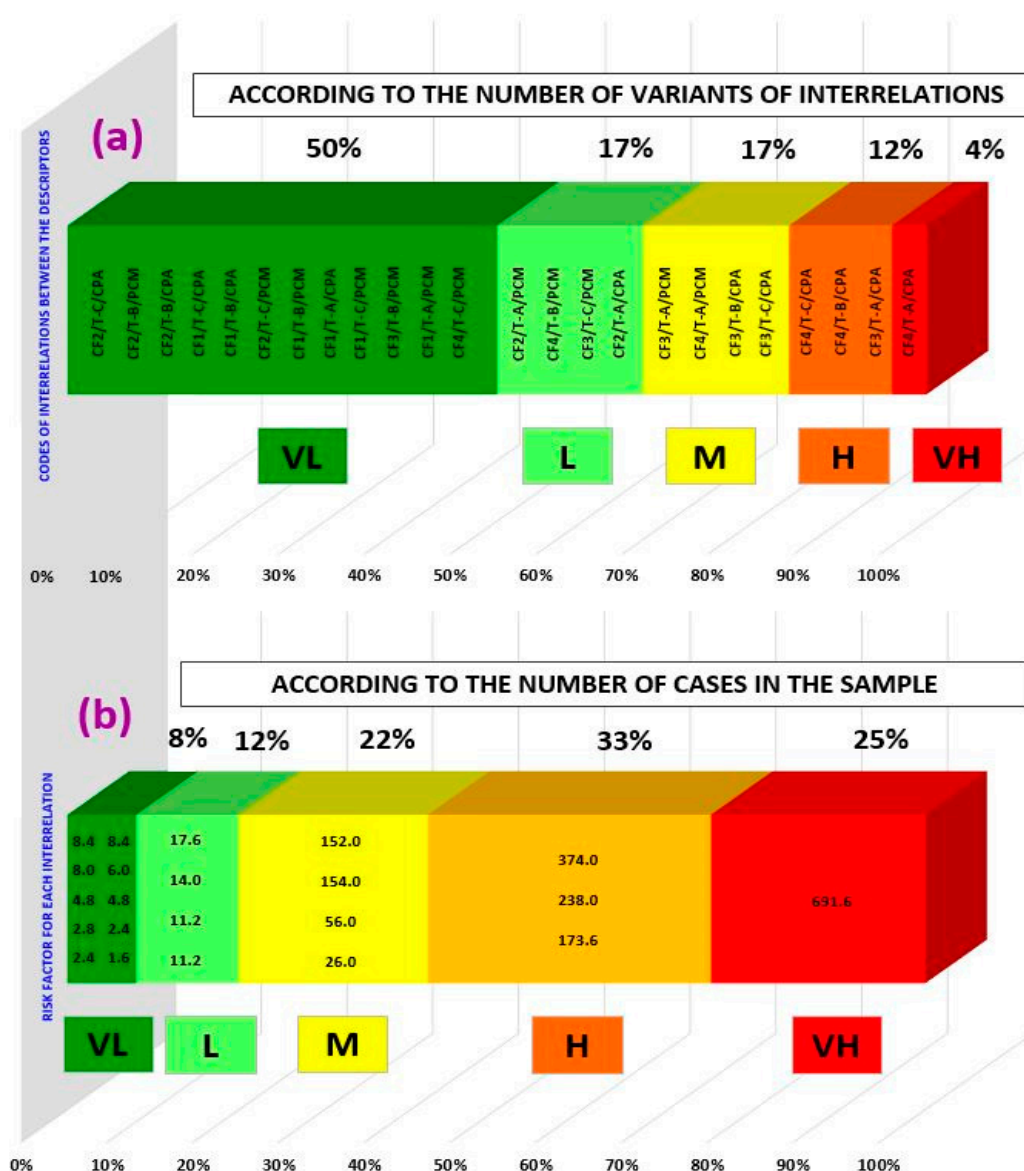 ACCORDING TO THE NUMBER OF VARIANTS OF INTERRELATIONS
(a)
50% 17% 17% 12% 4%
CODES OF INTERRELATIONS BETWEEN THE DESCRIPTORS
CF2/T-C/CPA
CF2/T-B/PCM
CF2/T-B/CPA
CF1/T-C/CPA
CF1/T-B/CPA
CF2/T-C/PCM
CF1/T-B/PCM
CF1/T-A/CPA
CF1/T-C/PCM
CF3/T-B/PCM
CF1/T-A/PCM
CF4/T-C/PCM
CF2/T-A/PCM
CF4/T-B/PCM
CF3/T-C/PCM
CF2/T-A/CPA
CF3/T-A/PCM
CF4/T-A/PCM
CF3/T-B/CPA
CF3/T-C/CPA
CF4/T-C/CPA
CF4/T-B/CPA
CF3/T-A/CPA
CF4/T-A/CPA
VL L M H VH
0% 10% 20% 30% 40% 50% 60% 70% 80% 90% 100%
ACCORDING TO THE NUMBER OF CASES IN THE SAMPLE
(b)
8% 12% 22% 33% 25%
RISK FACTOR FOR EACH INTERRELATION
8.4 8.4
8.0 6.0
4.8 4.8
2.8 2.4
2.4 1.6
17.6
14.0
11.2
11.2
152.0
154.0
56.0
26.0
374.0
238.0
173.6
691.6
VL L M H VH
0% 10% 20% 30% 40% 50% 60% 70% 80% 90% 100%